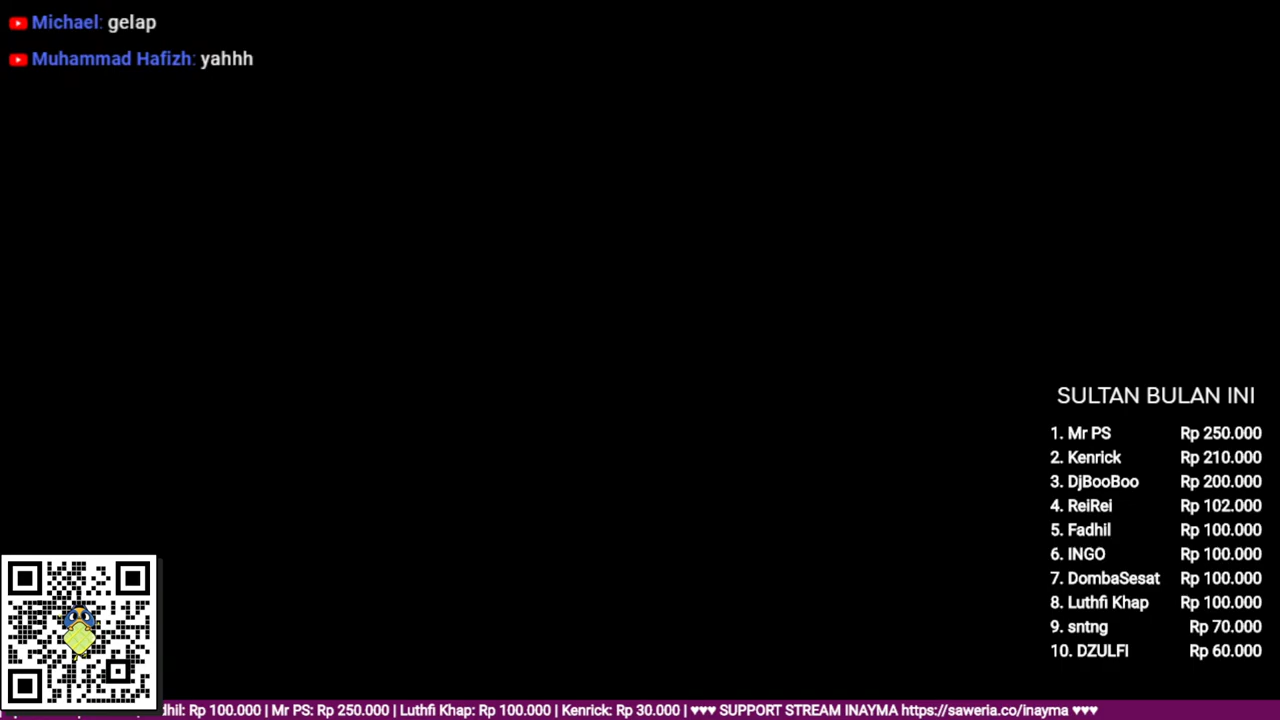 Michael: gelap
Muhammad Hafizh: yahhh
SULTAN BULAN INI
1. Mr PS Rp 250.000
2. Kenrick Rp 210.000
3. DjBooBoo Rp 200.000
4. ReiRei Rp 102.000
5. Fadhil Rp 100.000
6. INGO Rp 100.000
7. DombaSesat Rp 100.000
8. Luthfi Khap Rp 100.000
9. sntng Rp 70.000
10. DZULFI Rp 60.000
dhil: Rp 100.000 | Mr PS: Rp 250.000 | Luthfi Khap: Rp 100.000 | Kenrick: Rp 30.000 | ♥♥♥ SUPPORT STREAM INAYMA https://saweria.co/inayma ♥♥♥